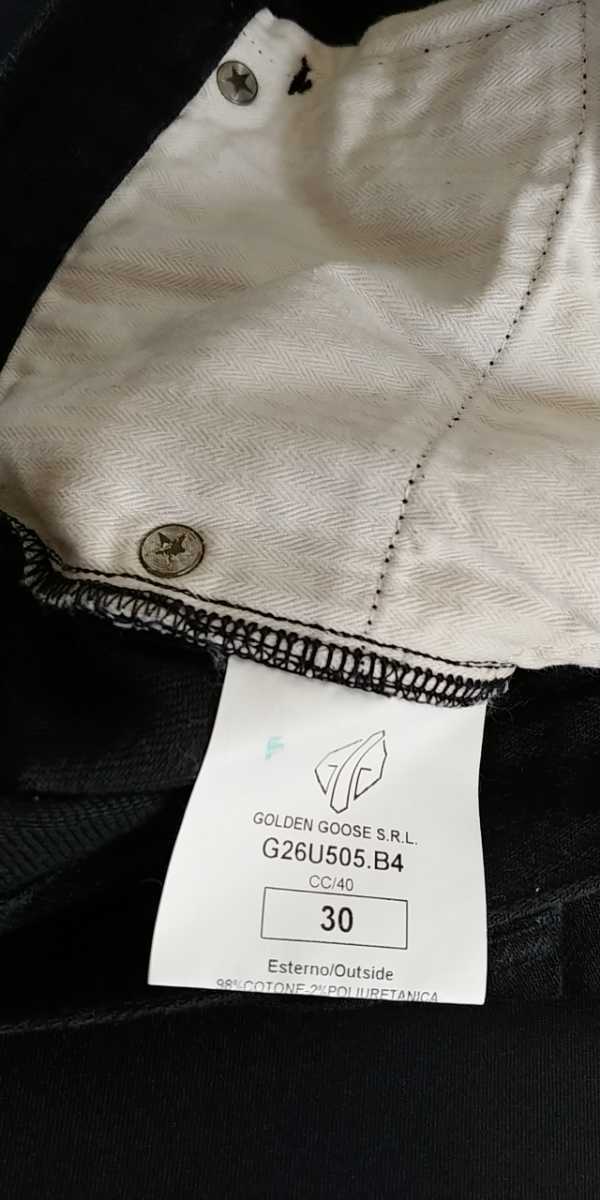 F
GOLDEN GOOSE S.R.L.
G26U505.B4
CC/40
30
Esterno/Outside
98%COTONE-2%POLIURETANICA